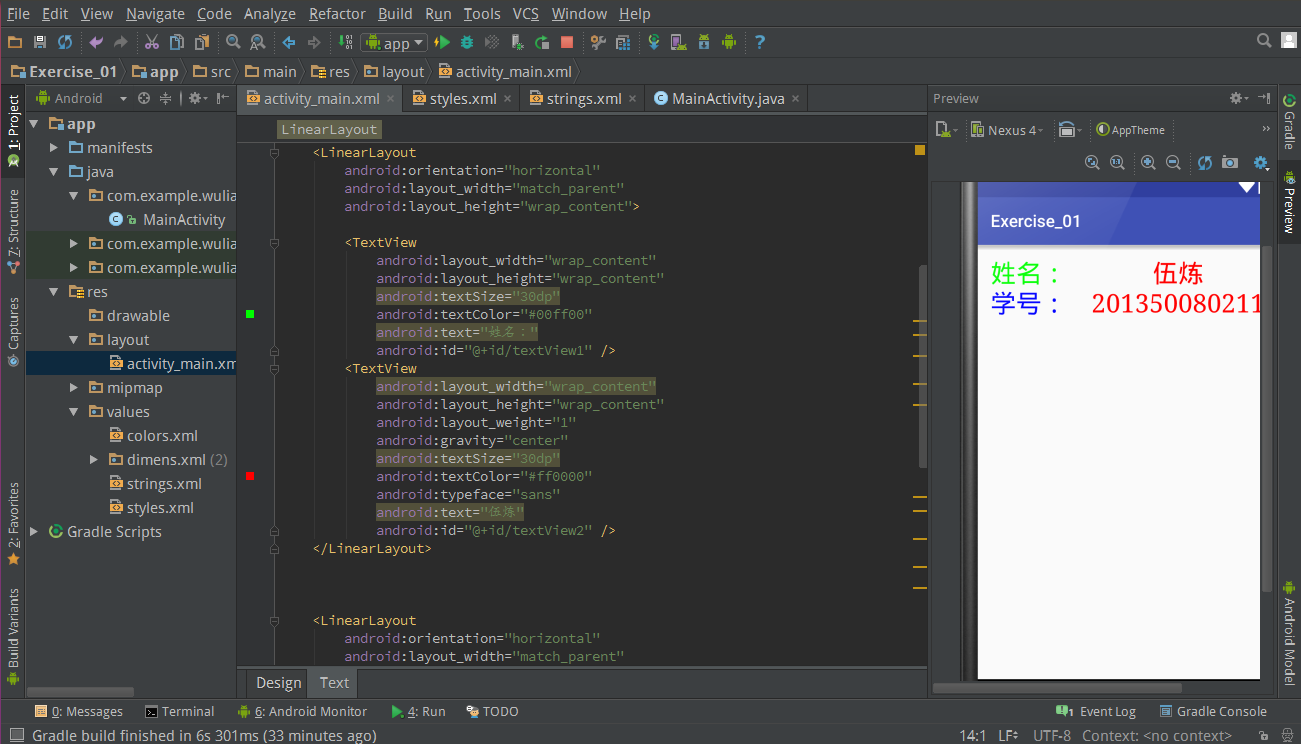 File Edit View Navigate Code Analyze Refactor Build Run Tools VCS Window Help
app
Exercise_01 app src main res layout activity_main.xml
1: Project
7: Structure
Captures
2: Favorites
Build Variants
Android
app
manifests
java
com.example.wulia
MainActivity
com.example.wulia
com.example.wulia
res
drawable
layout
activity_main.xm
mipmap
values
colors.xml
dimens.xml (2)
strings.xml
styles.xml
Gradle Scripts
activity_main.xml styles.xml strings.xml MainActivity.java
LinearLayout
<LinearLayout
android:orientation="horizontal"
android:layout_width="match_parent"
android:layout_height="wrap_content">
<TextView
android:layout_width="wrap_content"
android:layout_height="wrap_content"
android:textSize="30dp"
android:textColor="#00ff00"
android:text="姓名："
android:id="@+id/textView1" />
<TextView
android:layout_width="wrap_content"
android:layout_height="wrap_content"
android:layout_weight="1"
android:gravity="center"
android:textSize="30dp"
android:textColor="#ff0000"
android:typeface="sans"
android:text="伍炼"
android:id="@+id/textView2" />
</LinearLayout>
<LinearLayout
android:orientation="horizontal"
android:layout_width="match_parent"
Design Text
Preview
Nexus 4 AppTheme
Exercise_01
姓名： 伍炼
学号： 201350080211
Gradle
Preview
Android Model
0: Messages Terminal 6: Android Monitor 4: Run TODO 1 Event Log Gradle Console
Gradle build finished in 6s 301ms (33 minutes ago) 14:1 LF UTF-8 Context: <no context>